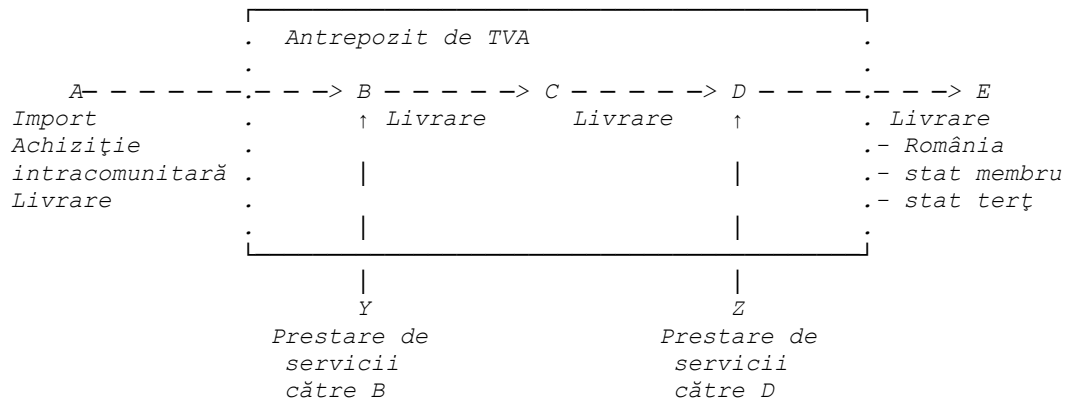 . Antrepozit de TVA .
. .
A– – – – – –.– – –> B – – – – –> C – – – – –> D – – – –.– – –> E
Import . ↑ Livrare Livrare ↑ . Livrare
Achiziţie . .– România
intracomunitară . | | .– stat membru
Livrare . .– stat terţ
. | | .
| |
Y Z
Prestare de Prestare de
servicii servicii
către B către D